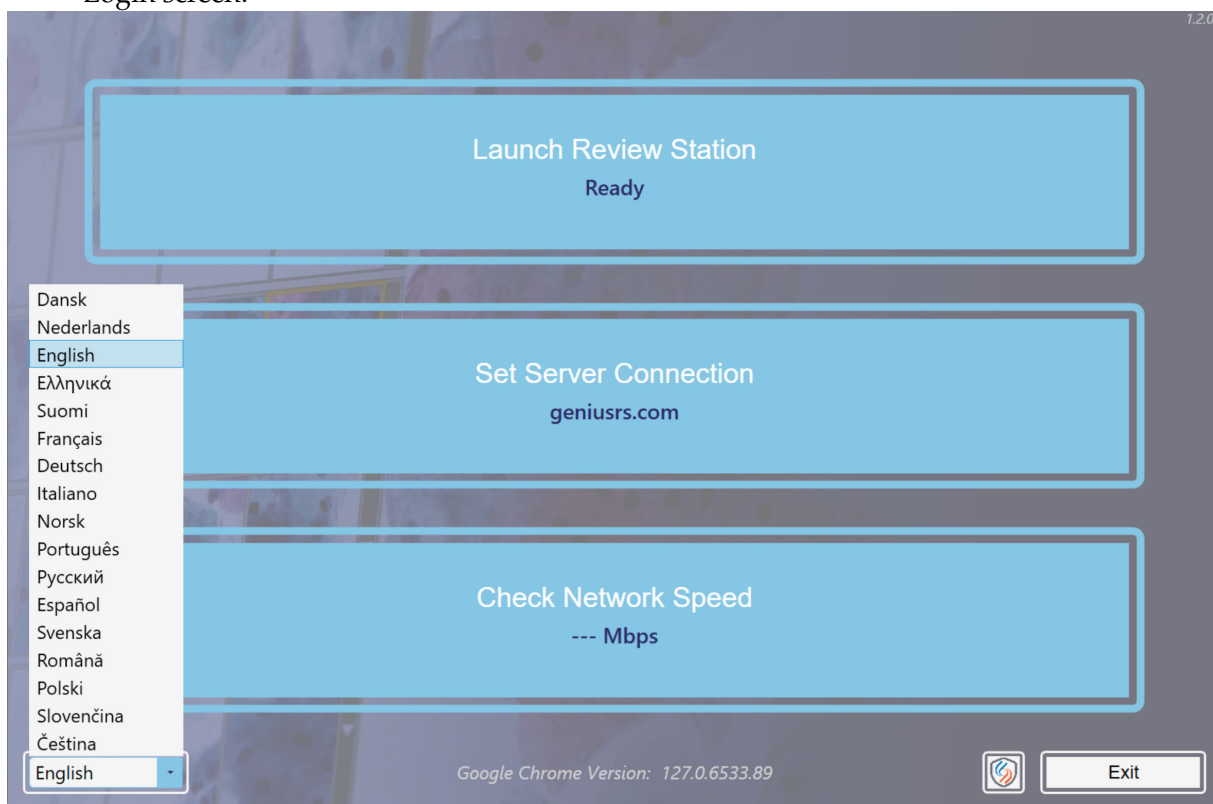 Login screen.
1.2.0
Launch Review Station
Ready
Set Server Connection
geniusrs.com
Check Network Speed
--- Mbps
Dansk
Nederlands
English
Ελληνικά
Suomi
Français
Deutsch
Italiano
Norsk
Português
Русский
Español
Svenska
Română
Polski
Slovenčina
Čeština
English
Google Chrome Version: 127.0.6533.89
Exit